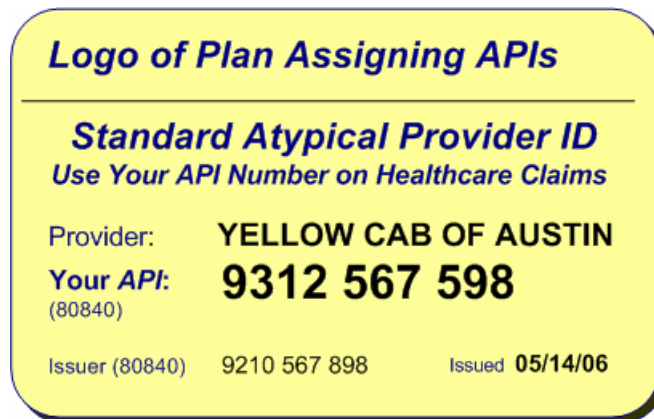 Logo of Plan Assigning APIs
Standard Atypical Provider ID
Use Your API Number on Healthcare Claims
Provider: YELLOW CAB OF AUSTIN
Your API: 9312 567 598
(80840)
Issuer (80840) 9210 567 898 Issued 05/14/06